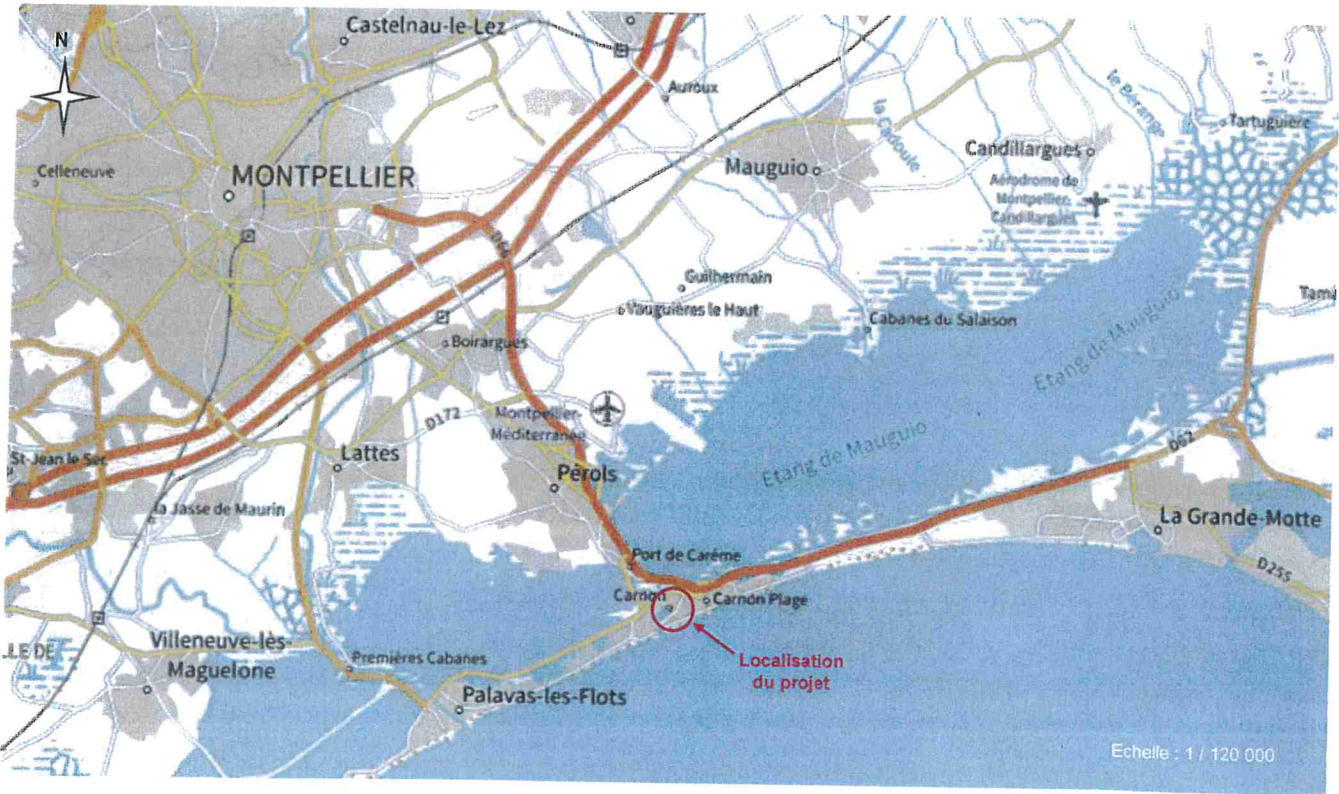 Castelnau-le-Lez
N
Auroux
la Cadoule
le Bérange
Tartuguière
Candillargues
Celleneuve
MONTPELLIER
Mauguio
Aérodrome de
Montpellier-
Candillargues
D66
Guilhermain
Vauguières le Haut
Cabanes du Salaison
Boirargues
Etang de Mauguio
D172
Montpellier-
Méditerranée
Etang de Mauguio
D62
St-Jean le Sec
Lattes
Pérols
la Jasse de Maurin
La Grande-Motte
Port de Carême
D255
Carnon
Carnon Plage
Villeneuve-lès-
Maguelone
Premières Cabanes
Localisation
du projet
Palavas-les-Flots
Echelle : 1 / 120 000